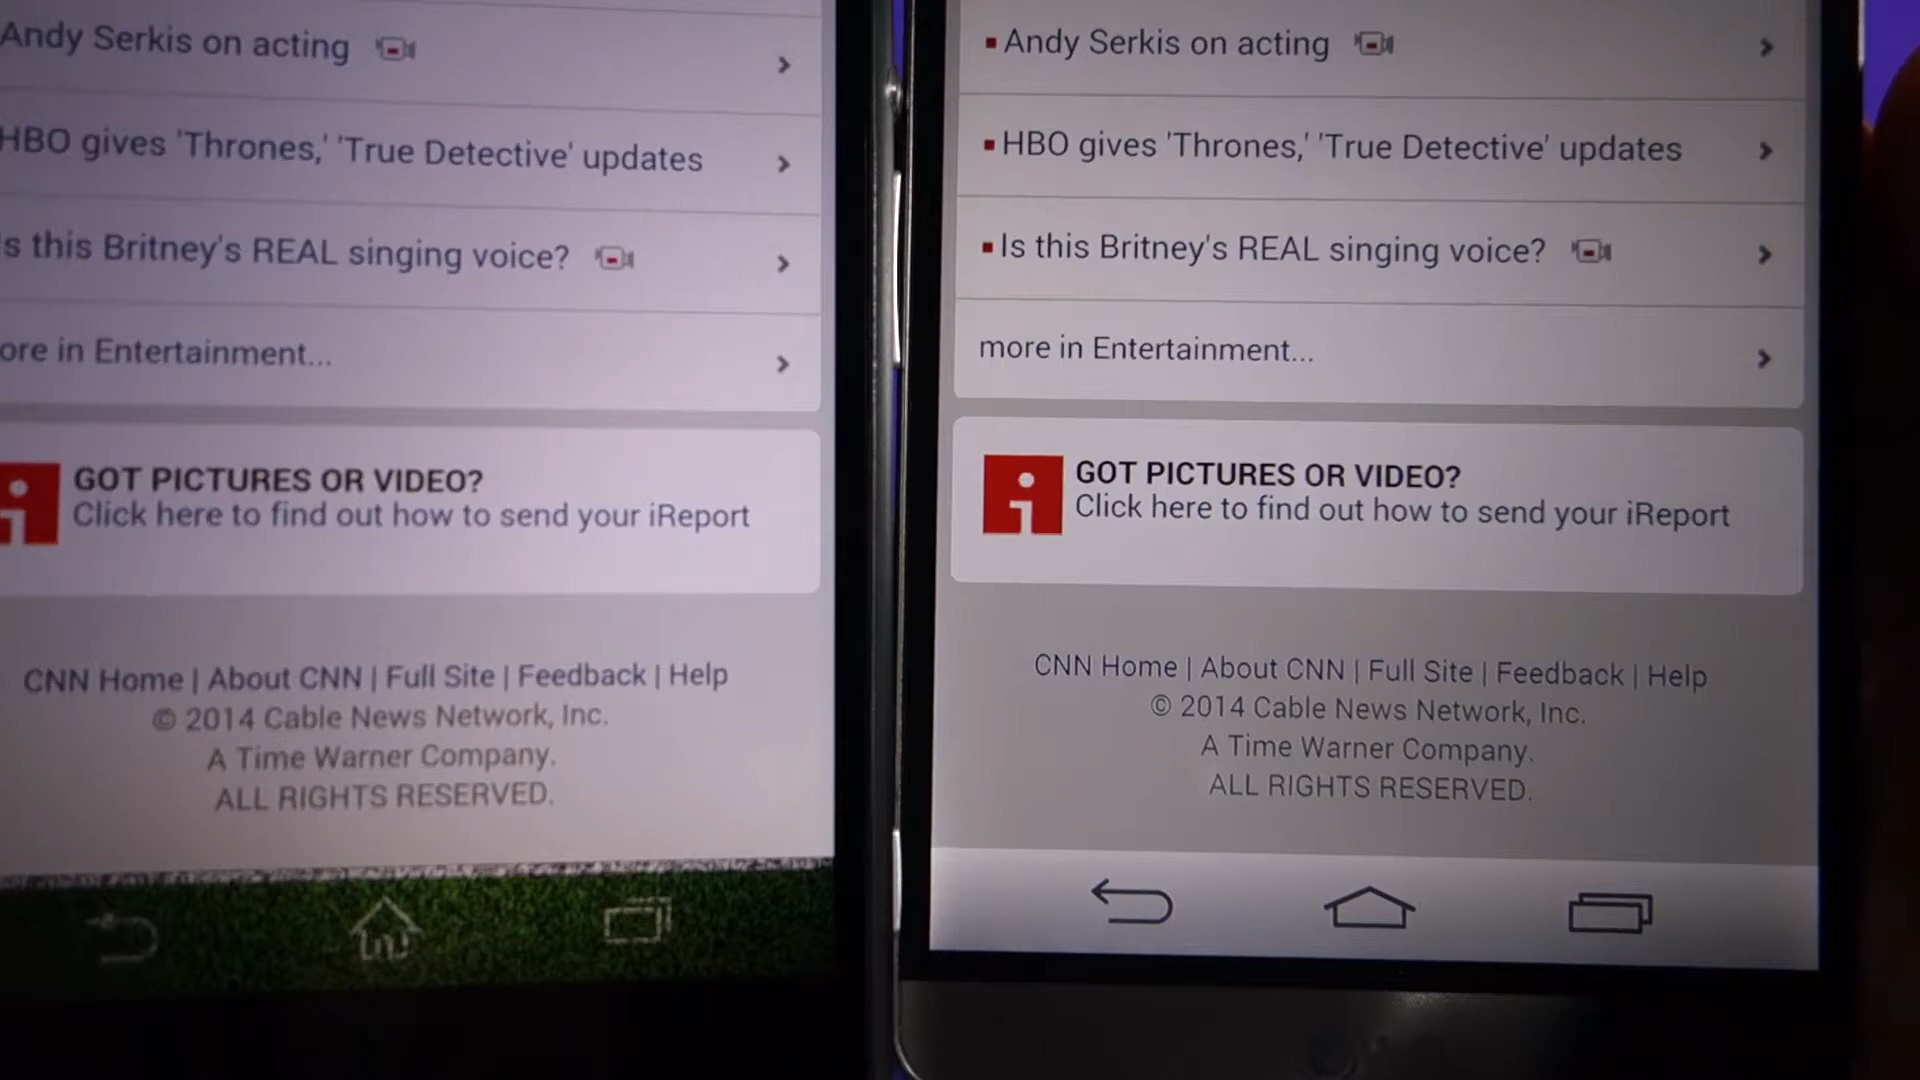 Andy Serkis on acting
HBO gives 'Thrones,' 'True Detective' updates
s this Britney's REAL singing voice?
ore in Entertainment...
GOT PICTURES OR VIDEO?
Click here to find out how to send your iReport
CNN Home | About CNN | Full Site | Feedback | Help
© 2014 Cable News Network, Inc.
A Time Warner Company.
ALL RIGHTS RESERVED.
Andy Serkis on acting
HBO gives 'Thrones,' 'True Detective' updates
Is this Britney's REAL singing voice?
more in Entertainment...
GOT PICTURES OR VIDEO?
Click here to find out how to send your iReport
CNN Home | About CNN | Full Site | Feedback | Help
© 2014 Cable News Network, Inc.
A Time Warner Company.
ALL RIGHTS RESERVED.